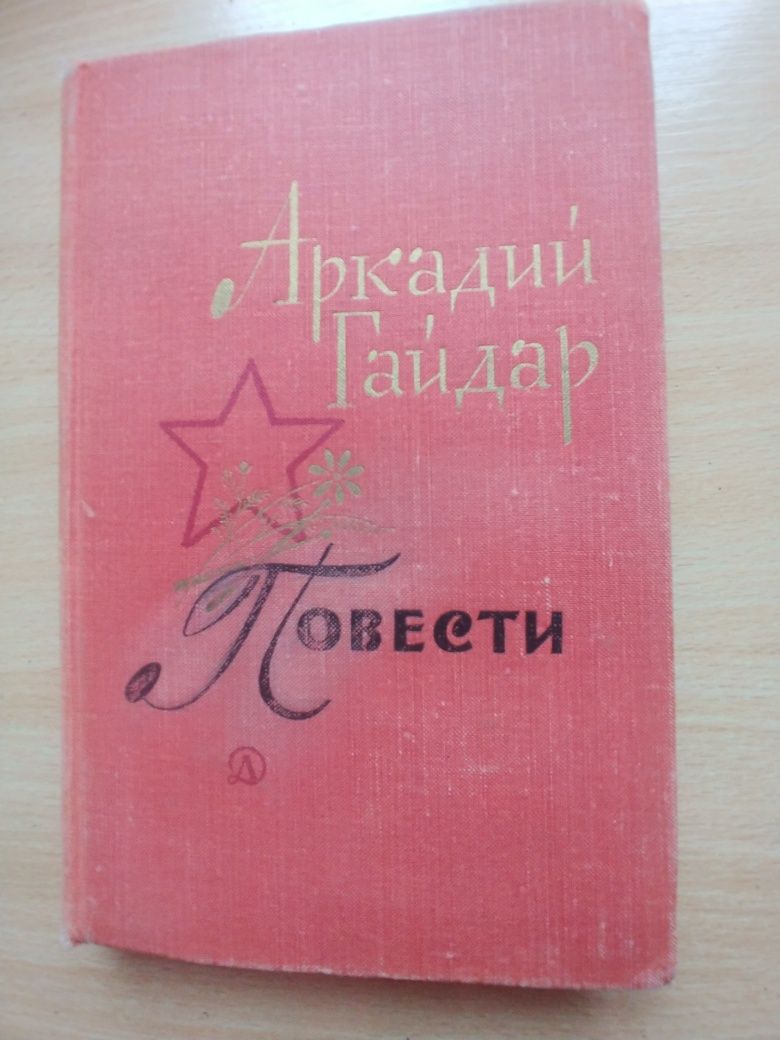 Аркадий
Гайдар
Повести
Д